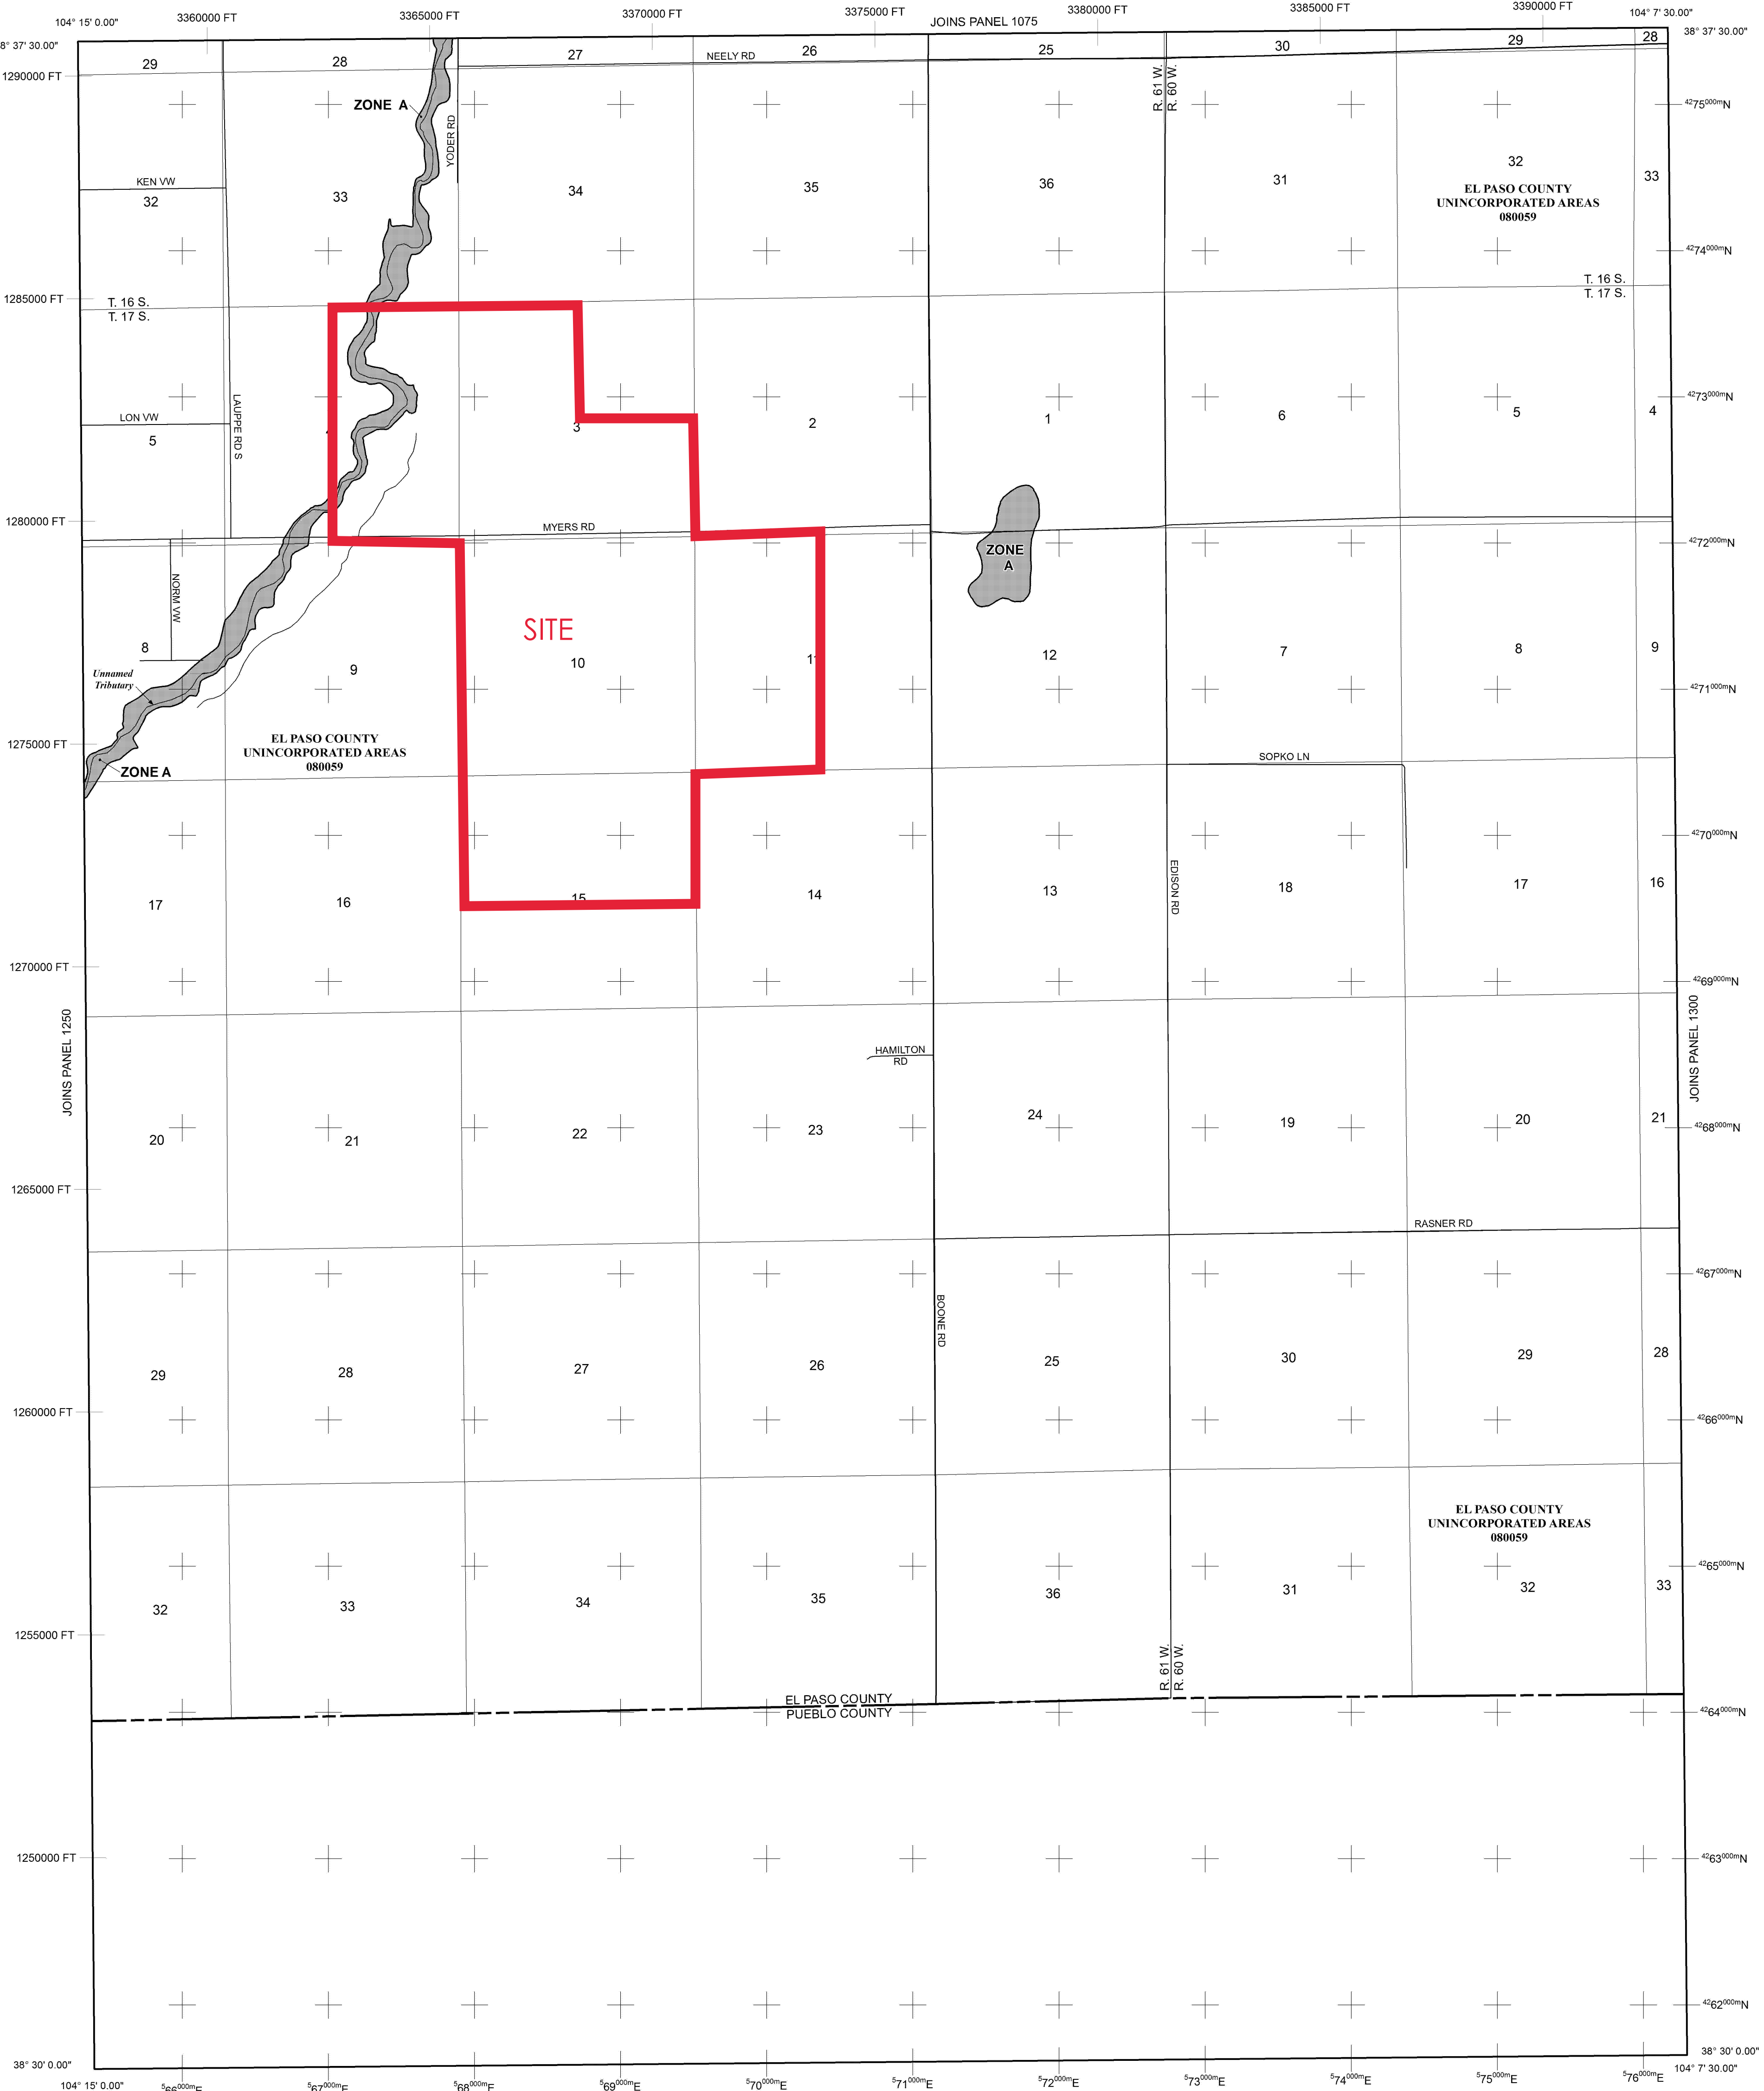 3360000 FT
3365000 FT
3370000 FT
3375000 FT
3380000 FT
3385000 FT
3390000 FT
104° 15' 0.00"
JOINS PANEL 1075
104° 7' 30.00"
8° 37' 30.00"
38° 37' 30.00"
29
28
27
NEELY RD
26
25
30
29
28
1290000 FT
ZONE A
YODER RD
R. 61 W.
R. 60 W.
4275000mN
KEN VW
32
33
34
35
36
31
32
33
EL PASO COUNTY
UNINCORPORATED AREAS
080059
4274000mN
1285000 FT
T. 16 S.
T. 17 S.
T. 16 S.
T. 17 S.
LAUPPE RD S
4273000mN
LON VW
5
3
2
1
6
5
4
1280000 FT
MYERS RD
4272000mN
ZONE
A
NORM VW
SITE
8
9
10
11
12
7
8
9
Unnamed
Tributary
4271000mN
EL PASO COUNTY
UNINCORPORATED AREAS
080059
1275000 FT
ZONE A
SOPKO LN
4270000mN
EDISON RD
17
16
15
14
13
18
17
16
1270000 FT
4269000mN
JOINS PANEL 1250
JOINS PANEL 1300
HAMILTON
RD
20
21
22
23
24
19
20
21
4268000mN
1265000 FT
RASNER RD
4267000mN
BOONE RD
29
28
27
26
25
30
29
28
1260000 FT
4266000mN
EL PASO COUNTY
UNINCORPORATED AREAS
080059
4265000mN
32
33
34
35
36
31
32
33
1255000 FT
R. 61 W.
R. 60 W.
EL PASO COUNTY
PUEBLO COUNTY
4264000mN
1250000 FT
4263000mN
4262000mN
38° 30' 0.00"
38° 30' 0.00"
104° 15' 0.00"
566000mE
567000mE
568000mE
569000mE
570000mE
571000mE
572000mE
573000mE
574000mE
575000mE
576000mE
104° 7' 30.00"